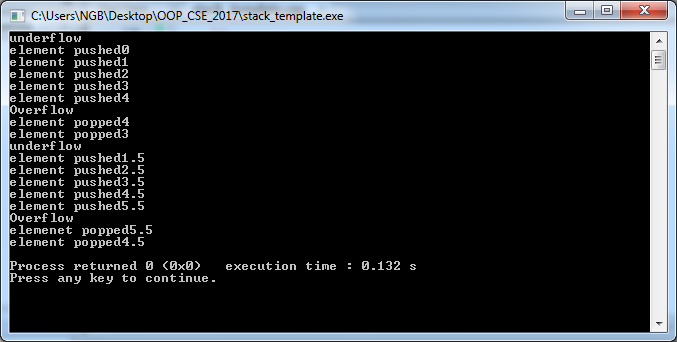 C:\Users\NGB\Desktop\OOP_CSE_2017\stack_template.exe
underflow
element pushed0
element pushed1
element pushed2
element pushed3
element pushed4
Overflow
element popped4
element popped3
underflow
element pushed1.5
element pushed2.5
element pushed3.5
element pushed4.5
element pushed5.5
Overflow
elemenet popped5.5
element popped4.5
Process returned 0 (0x0)   execution time : 0.132 s
Press any key to continue.